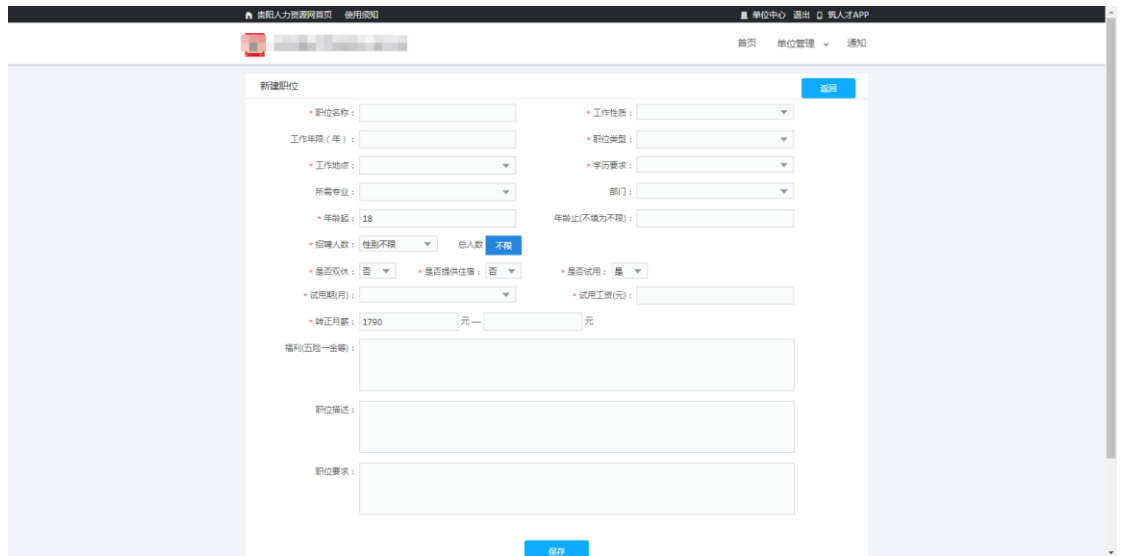 贵阳人力资源网首页 使用须知 单位中心 退出 筑人才APP
首页 单位管理 通知
新建职位 返回
* 职位名称： * 工作性质：
工作年限（年）： * 职位类型：
* 工作地点： * 学历要求：
所需专业： 部门：
* 年龄起： 18 年龄止(不填为不限)：
* 招聘人数： 性别不限 总人数 不限
* 是否双休： 否 * 是否提供住宿： 否 * 是否试用： 是
* 试用期(月)： * 试用工资(元)：
* 转正月薪： 1790 元 — 元
福利(五险一金等)：
职位描述：
职位要求：
保存